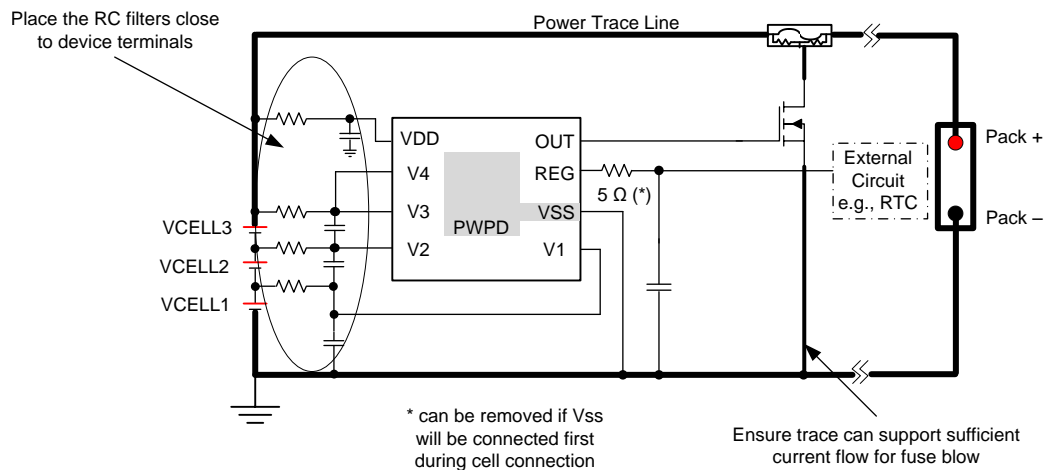 Place the RC filters close
to device terminals
Power Trace Line
VDD
OUT
V4
REG
5 Ω (*)
V3
VSS
PWPD
V2
V1
External
Circuit
e.g., RTC
Pack +
Pack –
VCELL3
VCELL2
VCELL1
* can be removed if Vss
will be connected first
during cell connection
Ensure trace can support sufficient
current flow for fuse blow